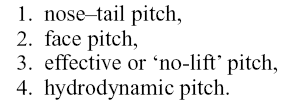 1. nose–tail pitch,
2. face pitch,
3. effective or ‘no-lift’ pitch,
4. hydrodynamic pitch.